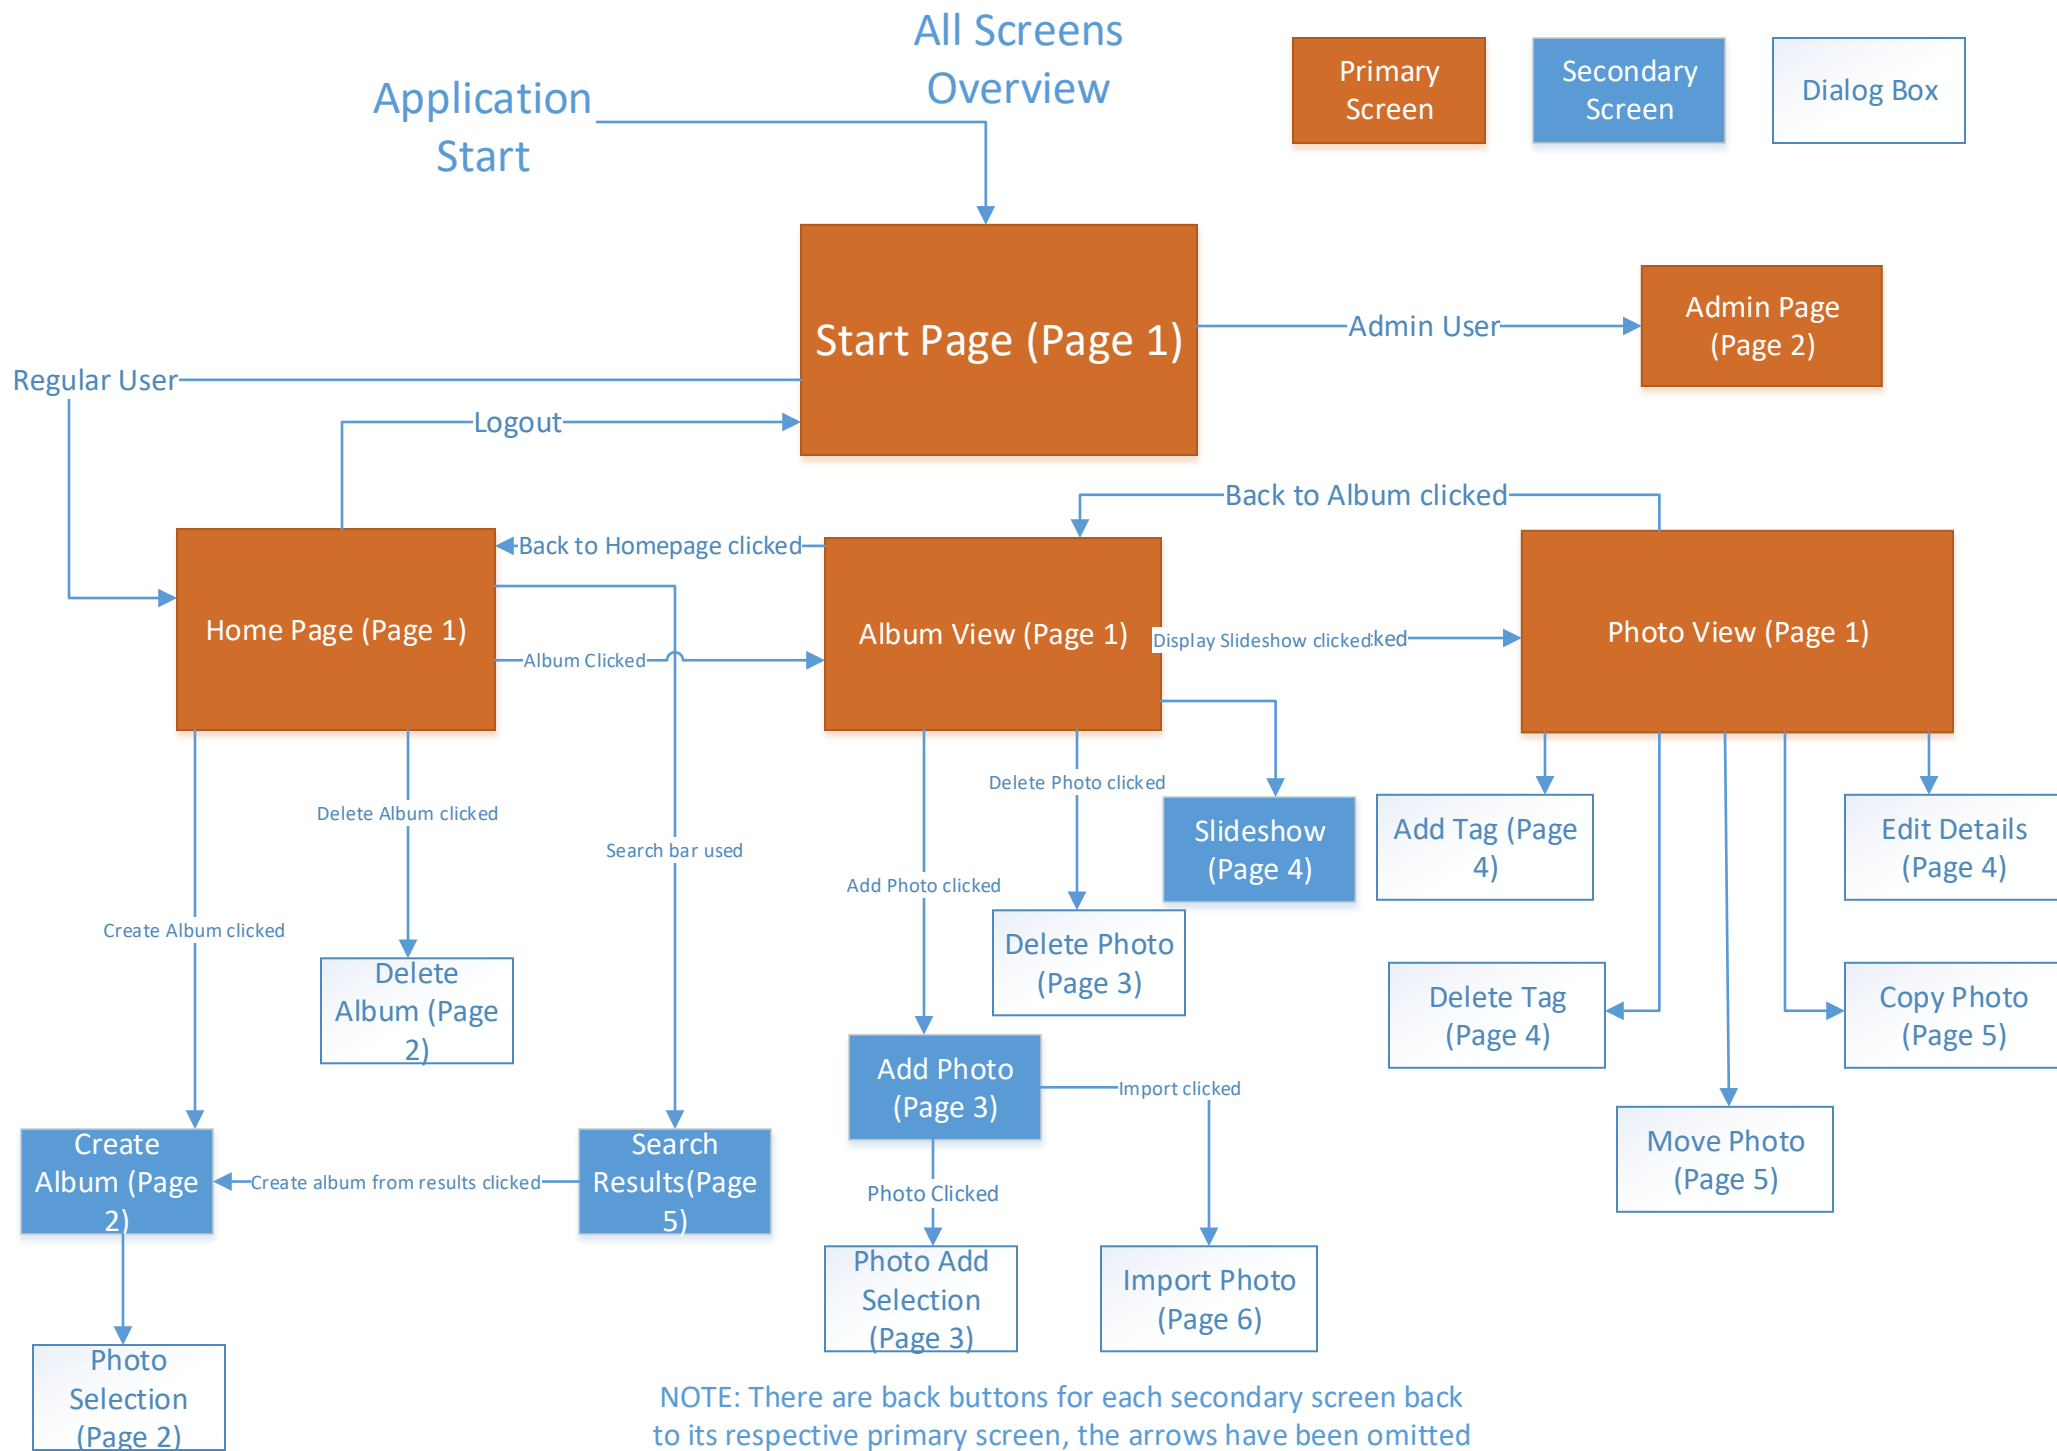 All Screens
Overview
Primary
Screen
Secondary
Screen
Dialog Box
Application
Start
Start Page (Page 1)
Admin User
Admin Page
(Page 2)
Regular User
Logout
Back to Album clicked
Back to Homepage clicked
Home Page (Page 1)
Album View (Page 1)
Display Slideshow clicked
Photo View (Page 1)
Album Clicked
Delete Photo clicked
Delete Album clicked
Search bar used
Slideshow
(Page 4)
Add Tag (Page
4)
Edit Details
(Page 4)
Add Photo clicked
Create Album clicked
Delete Photo
(Page 3)
Delete
Album (Page
2)
Delete Tag
(Page 4)
Copy Photo
(Page 5)
Add Photo
(Page 3)
Import clicked
Create
Album (Page
2)
Create album from results clicked
Search
Results(Page
5)
Move Photo
(Page 5)
Photo Clicked
Photo Add
Selection
(Page 3)
Import Photo
(Page 6)
Photo
Selection
(Page 2)
NOTE: There are back buttons for each secondary screen back
to its respective primary screen, the arrows have been omitted